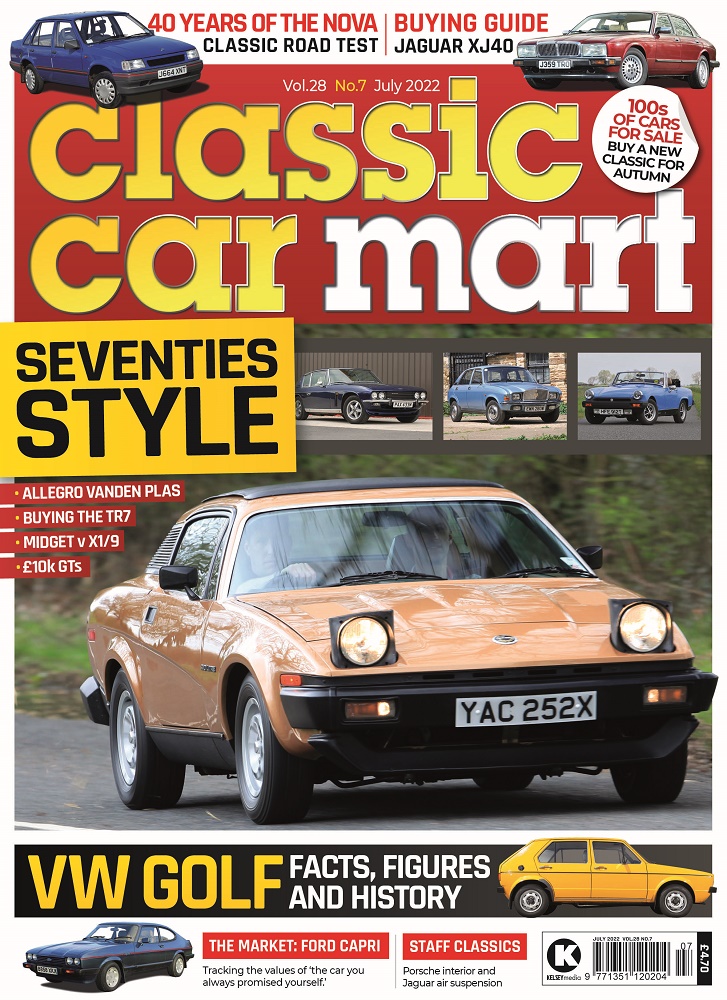 40 YEARS OF THE NOVA
CLASSIC ROAD TEST
BUYING GUIDE
JAGUAR XJ40
J664 XNT
J359 TRU
Vol.28 No.7 July 2022
classic
car mart
100s
OF CARS
FOR SALE
BUY A NEW
CLASSIC FOR
AUTUMN
SEVENTIES
STYLE
• ALLEGRO VANDEN PLAS
• BUYING THE TR7
• MIDGET v X1/9
• £10k GTs
YAC 252X
VW GOLF
FACTS, FIGURES
AND HISTORY
THE MARKET: FORD CAPRI
Tracking the values of 'the car you
always promised yourself.'
STAFF CLASSICS
Porsche interior and
Jaguar air suspension
K
KELSEYmedia
JULY 2022 VOL.28 NO.7
07
9 771351 120204
£4.70